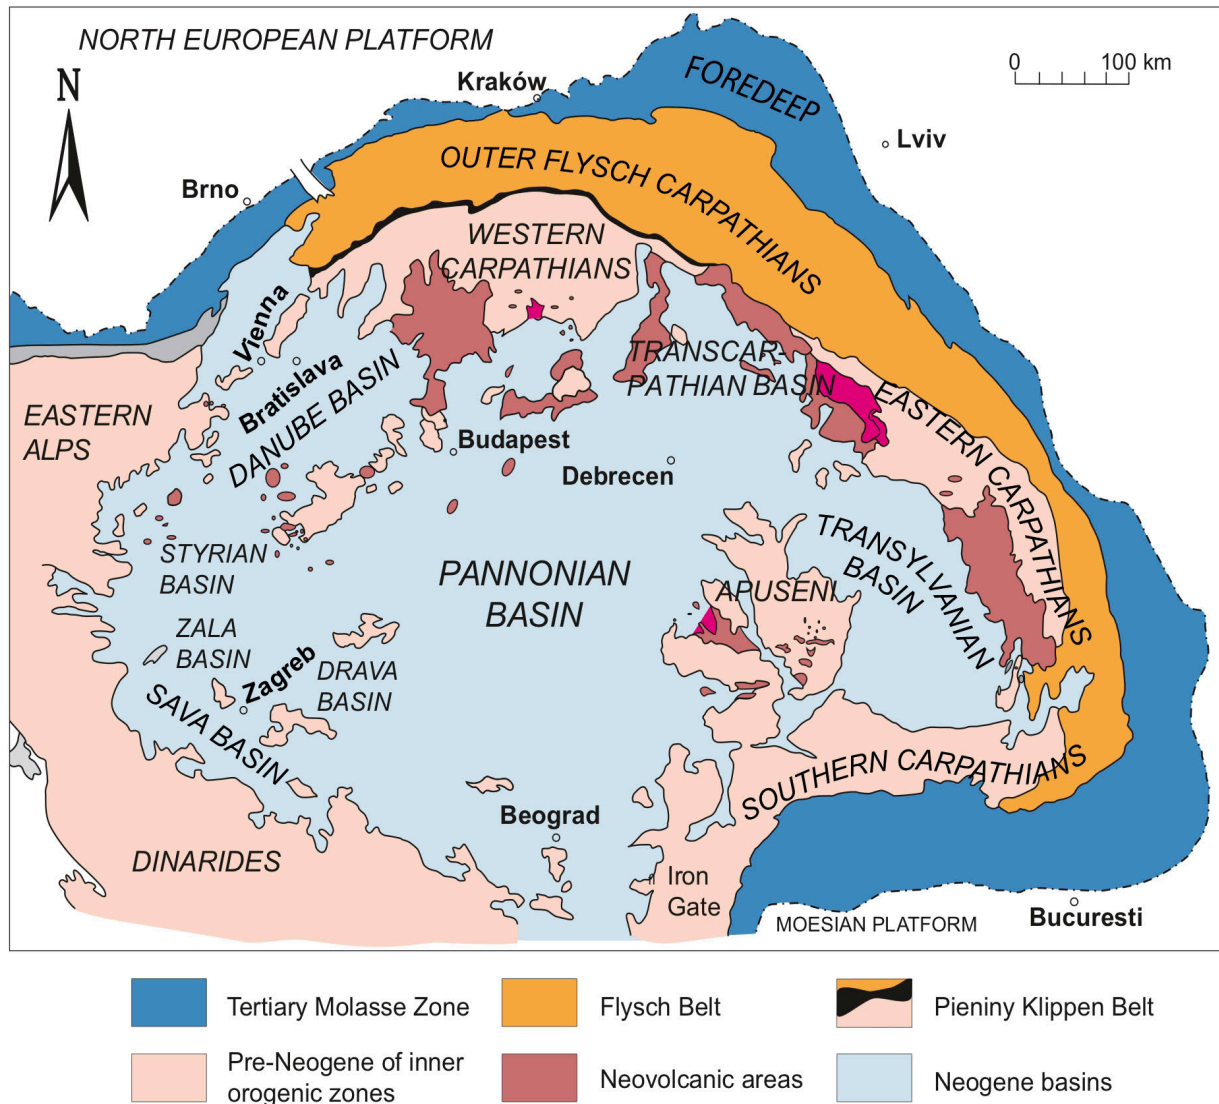 NORTH EUROPEAN PLATFORM
N
0 100 km
Kraków
FOREDEEP
Lviv
Brno
OUTER FLYSCH CARPATHIANS
WESTERN
CARPATHIANS
Vienna
Bratislava
DANUBE BASIN
TRANSCAR-
PATHIAN BASIN
EASTERN
ALPS
EASTERN CARPATHIANS
Budapest
Debrecen
STYRIAN
BASIN
PANNONIAN
BASIN
TRANSYLVANIAN
BASIN
APUSENI
ZALA
BASIN
Zagreb
DRAVA
BASIN
SAVA BASIN
SOUTHERN CARPATHIANS
Beograd
DINARIDES
Iron
Gate
MOESIAN PLATFORM
Bucuresti
Tertiary Molasse Zone
Flysch Belt
Pieniny Klippen Belt
Pre-Neogene of inner
orogenic zones
Neovolcanic areas
Neogene basins